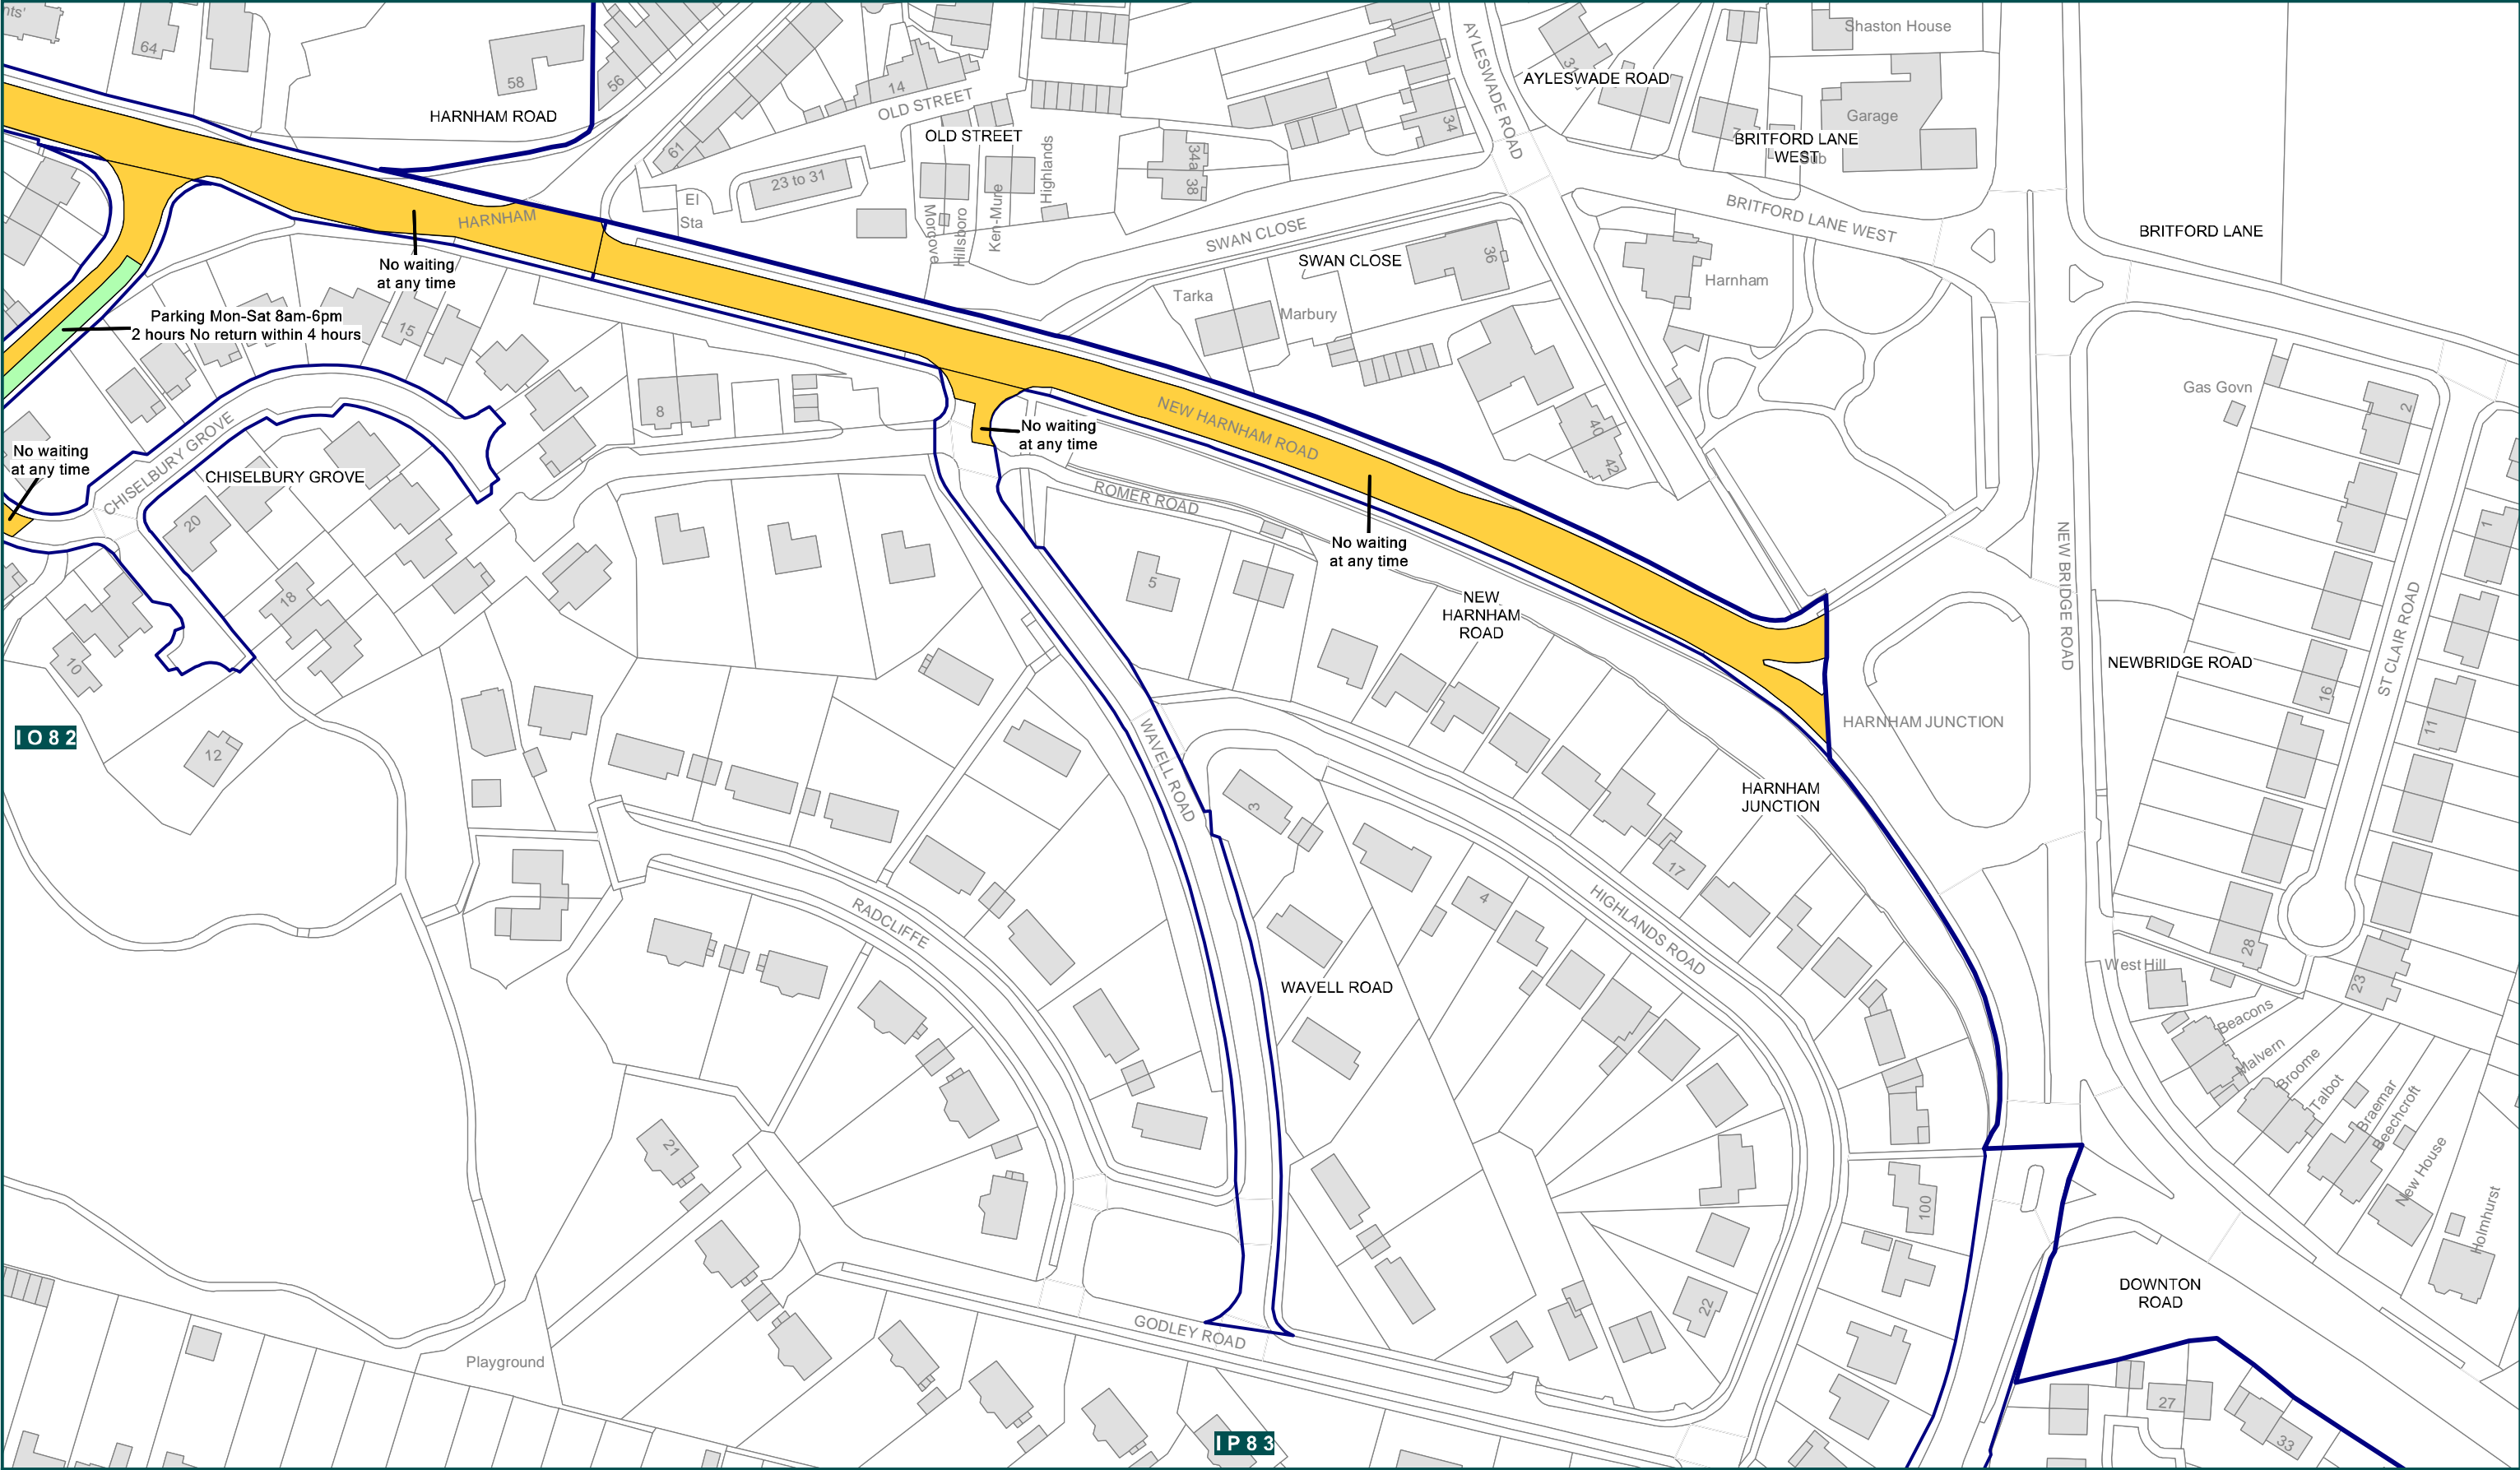 nts'
64
58
56
14
OLD STREET
61
23 to 31
El
Sta
HARNHAM ROAD
OLD STREET
Morgove
Hillsboro
Ken-Mure
Highlands
34a
38
34
AYLESWADE ROAD
AYLESWADE ROAD
Shaston House
Garage
BRITFORD LANE
WEST
Sub
BRITFORD LANE WEST
BRITFORD LANE
HARNHAM
No waiting
at any time
SWAN CLOSE
SWAN CLOSE
36
Harnham
Tarka
Marbury
Parking Mon-Sat 8am-6pm
2 hours No return within 4 hours
15
8
No waiting
at any time
NEW HARNHAM ROAD
40
42
Gas Govn
2
1
No waiting
at any time
CHISELBURY GROVE
CHISELBURY GROVE
20
18
10
12
ROMER ROAD
5
No waiting
at any time
NEW
HARNHAM
ROAD
NEW BRIDGE ROAD
NEWBRIDGE ROAD
ST CLAIR ROAD
16
11
HARNHAM JUNCTION
HARNHAM
JUNCTION
IO82
WAVELL ROAD
3
17
4
HIGHLANDS ROAD
RADCLIFFE
WAVELL ROAD
28
23
West Hill
Beacons
Malvern
Broome
Talbot
Braemar
Beechcroft
New House
Holmhurst
21
100
22
GODLEY ROAD
DOWNTON
ROAD
Playground
27
33
IP83